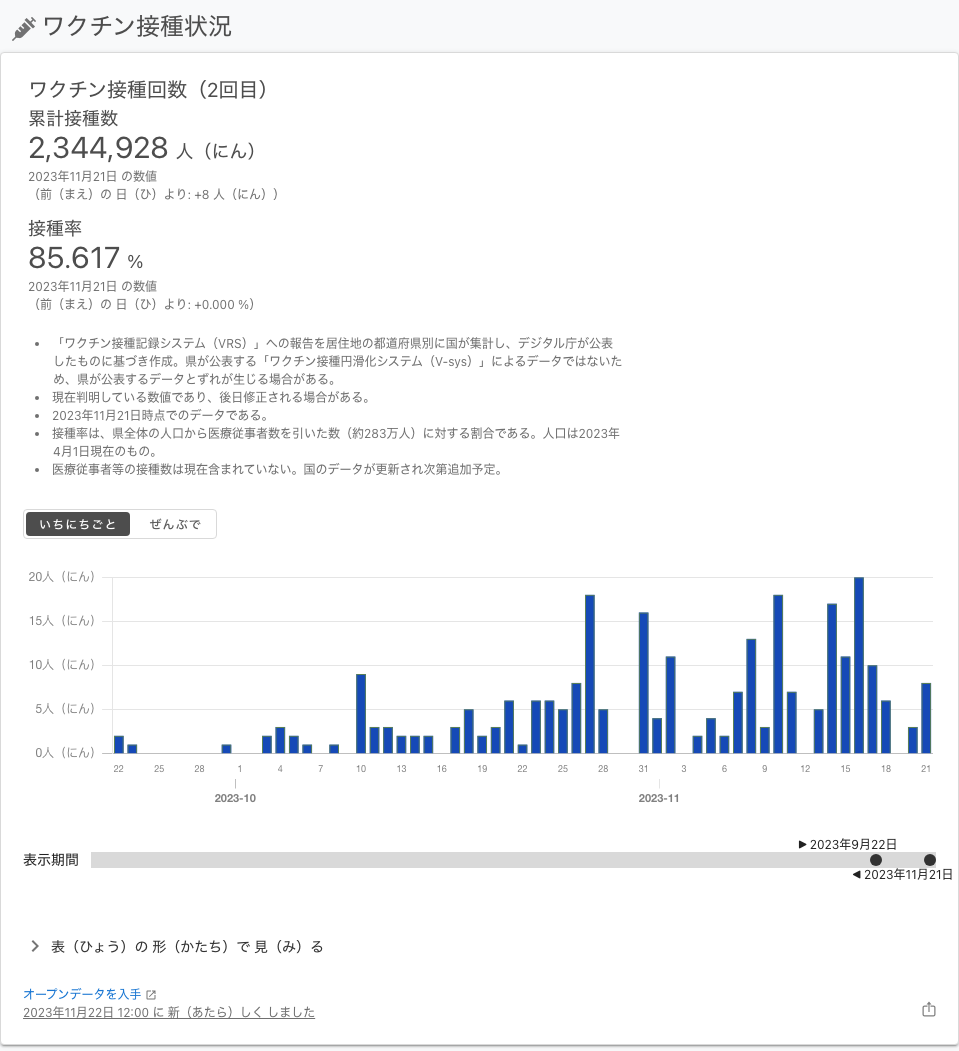 ワクチン接種状況
ワクチン接種回数（2回目）
累計接種数
2,344,928 人（にん）
2023年11月21日 の数値
（前（まえ）の 日（ひ）より: +8 人（にん））
接種率
85.617 %
2023年11月21日 の数値
（前（まえ）の 日（ひ）より: +0.000 %）
• 「ワクチン接種記録システム（VRS）」への報告を居住地の都道府県別に国が集計し、デジタル庁が公表
したものに基づき作成。県が公表する「ワクチン接種円滑化システム（V-sys）」によるデータではないた
め、県が公表するデータとずれが生じる場合がある。
• 現在判明している数値であり、後日修正される場合がある。
• 2023年11月21日時点でのデータである。
• 接種率は、県全体の人口から医療従事者数を引いた数（約283万人）に対する割合である。人口は2023年
4月1日現在のもの。
• 医療従事者等の接種数は現在含まれていない。国のデータが更新され次第追加予定。
いちにちごと ぜんぶで
20人（にん）
15人（にん）
10人（にん）
5人（にん）
0人（にん）
22 25 28 1 4 7 10 13 16 19 22 25 28 31 3 6 9 12 15 18 21
2023-10 2023-11
▶ 2023年9月22日
表示期間
◀ 2023年11月21日
表（ひょう）の 形（かたち）で 見（み）る
オープンデータを入手
2023年11月22日 12:00 に 新（あたら）しく しました